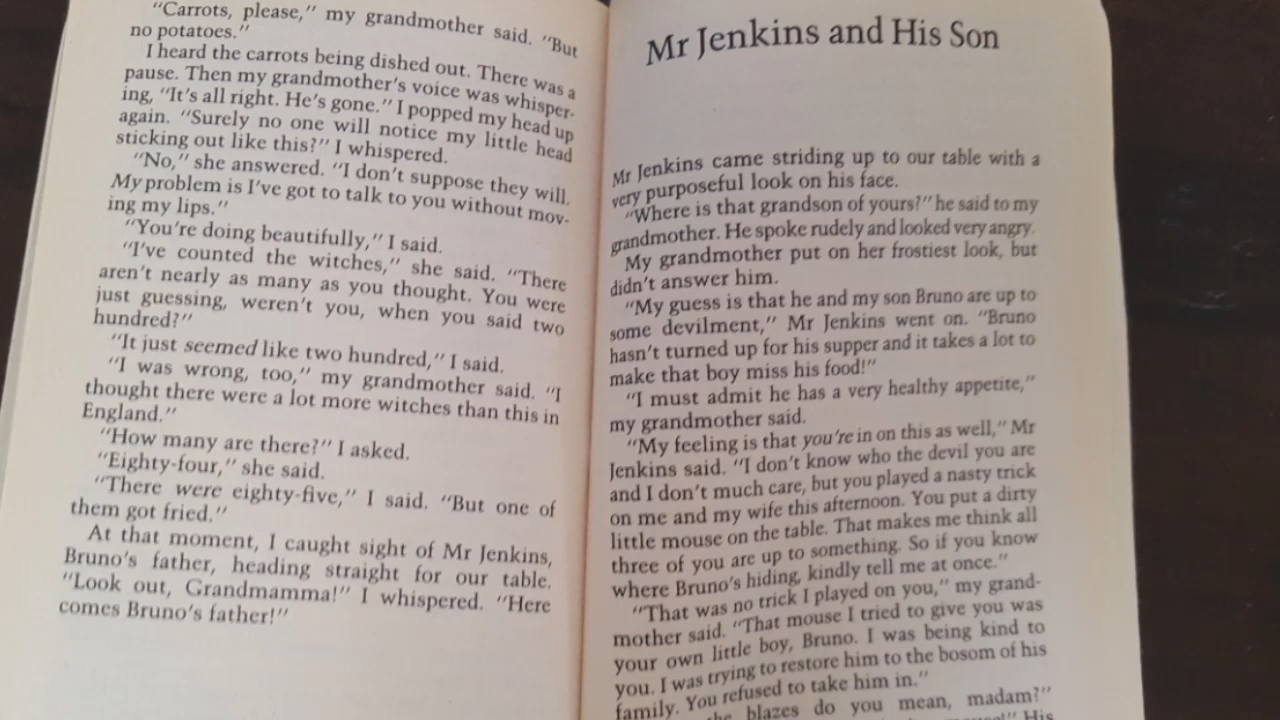 "Carrots, please," my grandmother said. "But
no potatoes."
I heard the carrots being dished out. There was a
pause. Then my grandmother's voice was whisper-
ing, "It's all right. He's gone." I popped my head up
again. "Surely no one will notice my little head
sticking out like this?" I whispered.
"No," she answered. "I don't suppose they will.
My problem is I've got to talk to you without mov-
ing my lips."
"You're doing beautifully," I said.
"I've counted the witches," she said. "There
aren't nearly as many as you thought. You were
just guessing, weren't you, when you said two
hundred?"
"It just seemed like two hundred," I said.
"I was wrong, too," my grandmother said. "I
thought there were a lot more witches than this in
England."
"How many are there?" I asked.
"Eighty-four," she said.
"There were eighty-five," I said. "But one of
them got fried."
At that moment, I caught sight of Mr Jenkins,
Bruno's father, heading straight for our table.
"Look out, Grandmamma!" I whispered. "Here
comes Bruno's father!"
Mr Jenkins and His Son
Mr Jenkins came striding up to our table with a
very purposeful look on his face.
"Where is that grandson of yours?" he said to my
grandmother. He spoke rudely and looked very angry.
My grandmother put on her frostiest look, but
didn't answer him.
"My guess is that he and my son Bruno are up to
some devilment," Mr Jenkins went on. "Bruno
hasn't turned up for his supper and it takes a lot to
make that boy miss his food!"
"I must admit he has a very healthy appetite,"
my grandmother said.
"My feeling is that you're in on this as well," Mr
Jenkins said. "I don't know who the devil you are
and I don't much care, but you played a nasty trick
on me and my wife this afternoon. You put a dirty
little mouse on the table. That makes me think all
three of you are up to something. So if you know
where Bruno's hiding, kindly tell me at once."
"That was no trick I played on you," my grand-
mother said. "That mouse I tried to give you was
your own little boy, Bruno. I was being kind to
you. I was trying to restore him to the bosom of his
family. You refused to take him in."
blazes do you mean, madam?"
His